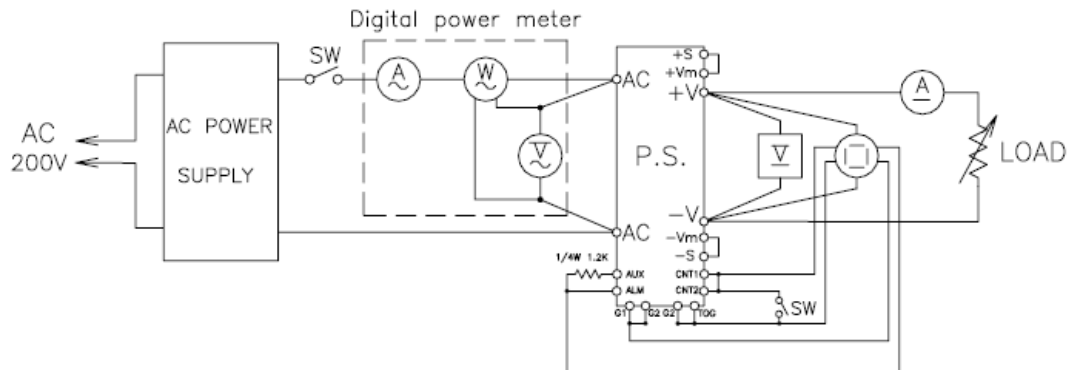 Digital power meter
SW
A
W
V
AC
200V
AC POWER
SUPPLY
AC
AC
P.S.
+S
+Vm
+V
-V
-Vm
-S
V
A
LOAD
1/4W 1.2K
AUX
ALM
CNT1
CNT2
SW
G1
G2
G2
TOG